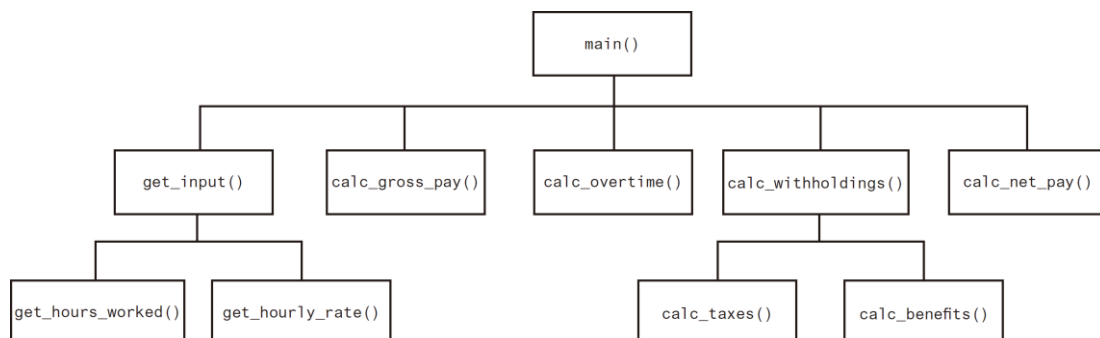 main()
get_input()
calc_gross_pay()
calc_overtime()
calc_withholdings()
calc_net_pay()
get_hours_worked()
get_hourly_rate()
calc_taxes()
calc_benefits()